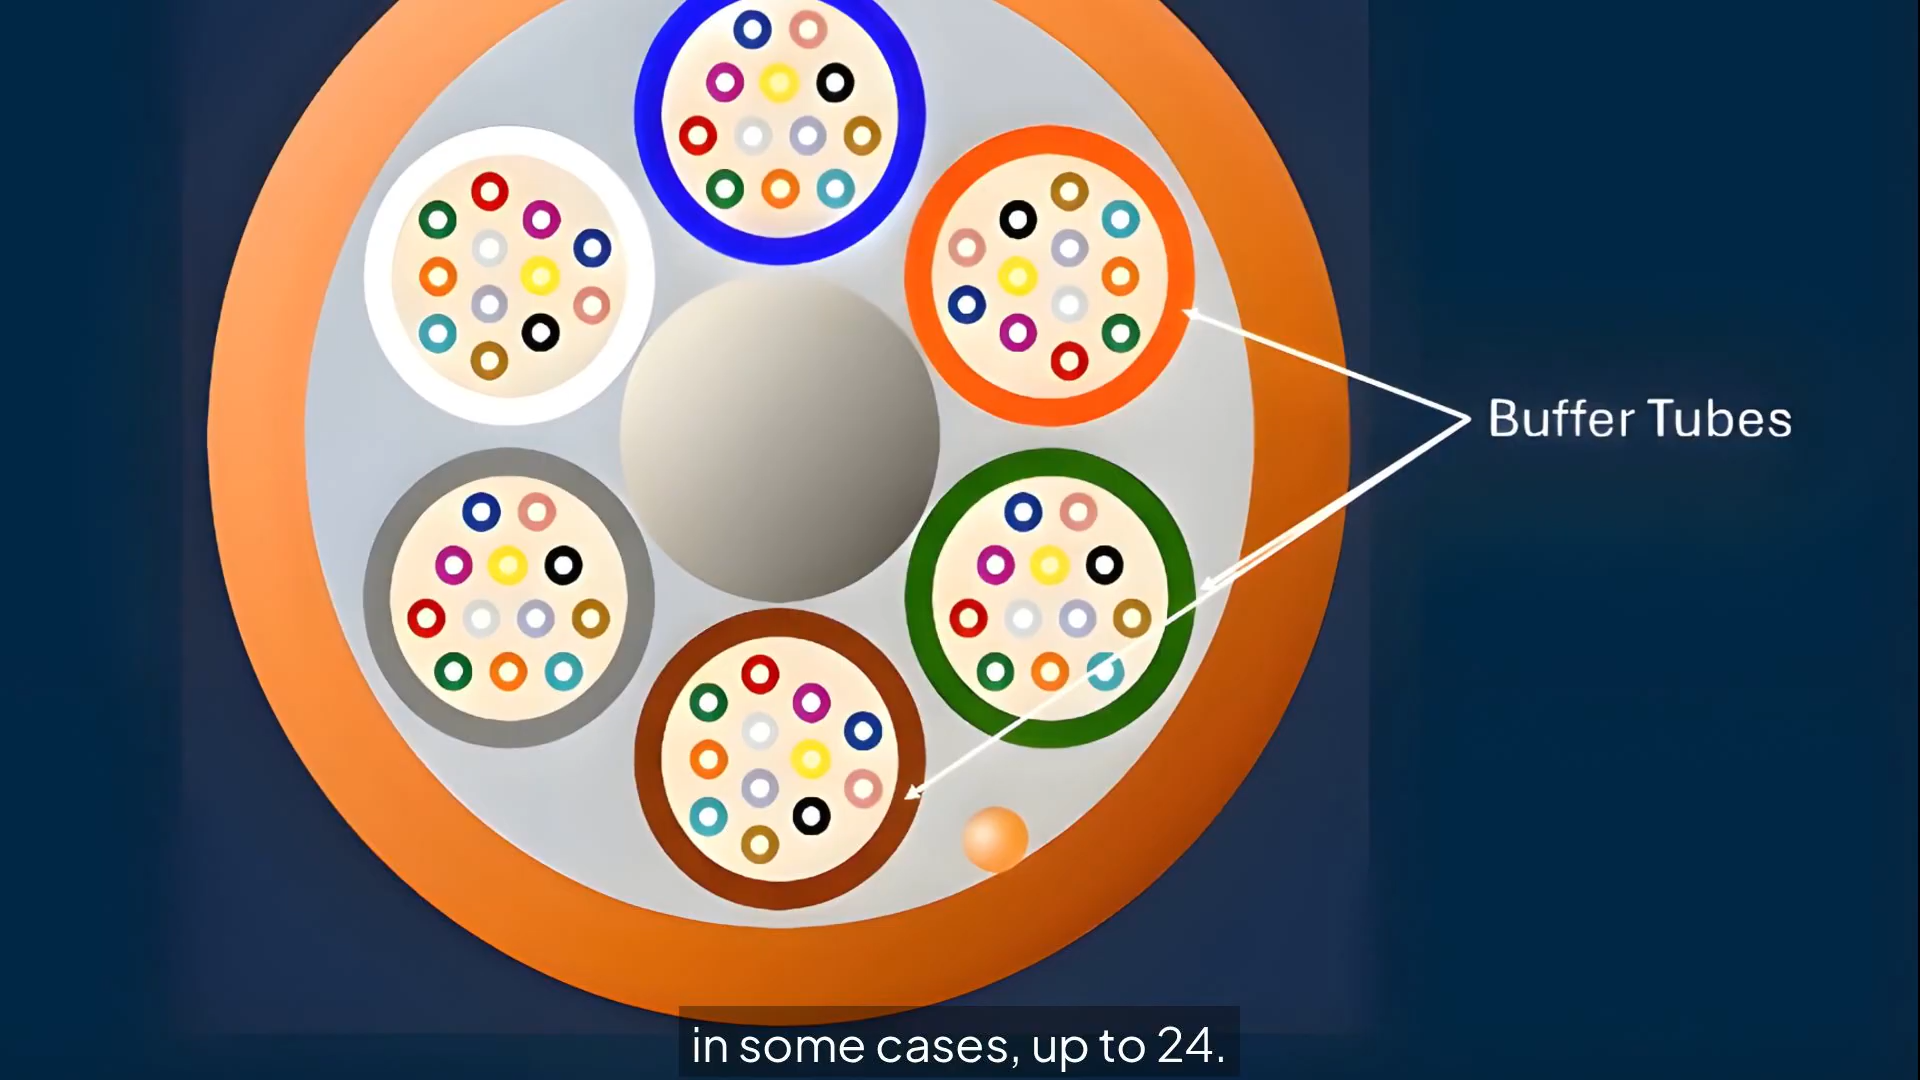 Buffer Tubes
in some cases, up to 24.